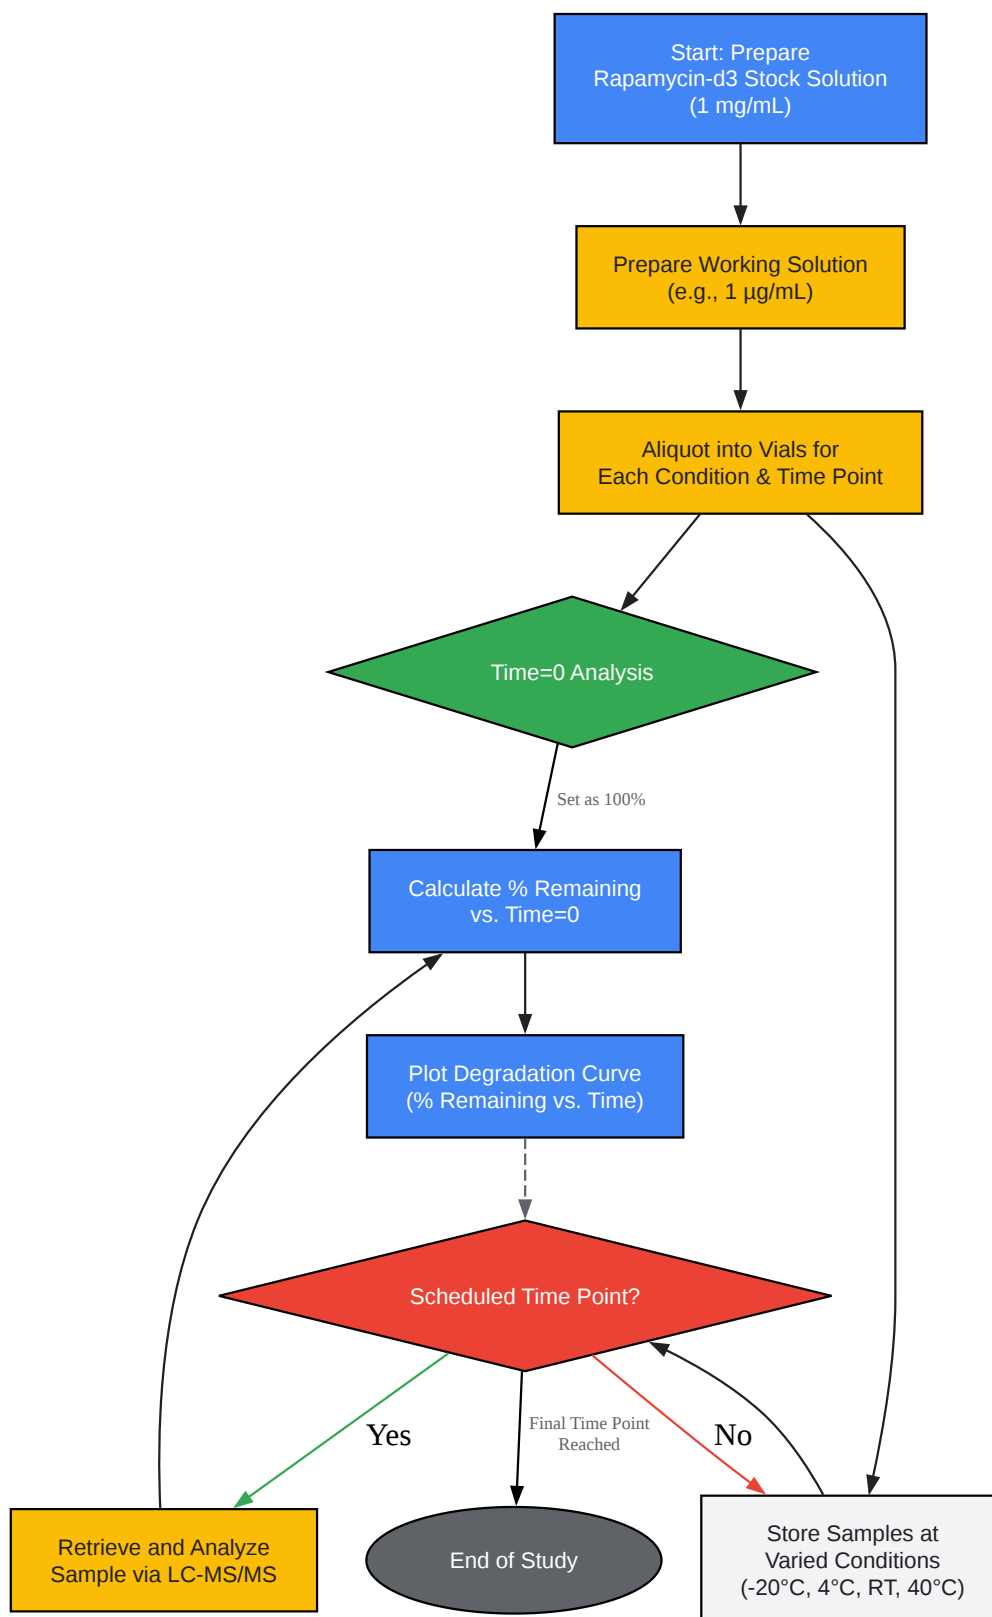 Start: Prepare
Rapamycin-d3 Stock Solution
(1 mg/mL)
Prepare Working Solution
(e.g., 1 µg/mL)
Aliquot into Vials for
Each Condition & Time Point
Time=0 Analysis
Set as 100%
Calculate % Remaining
vs. Time=0
Plot Degradation Curve
(% Remaining vs. Time)
Scheduled Time Point?
Yes
Final Time Point
Reached
No
Retrieve and Analyze
Sample via LC-MS/MS
End of Study
Store Samples at
Varied Conditions
(-20°C, 4°C, RT, 40°C)